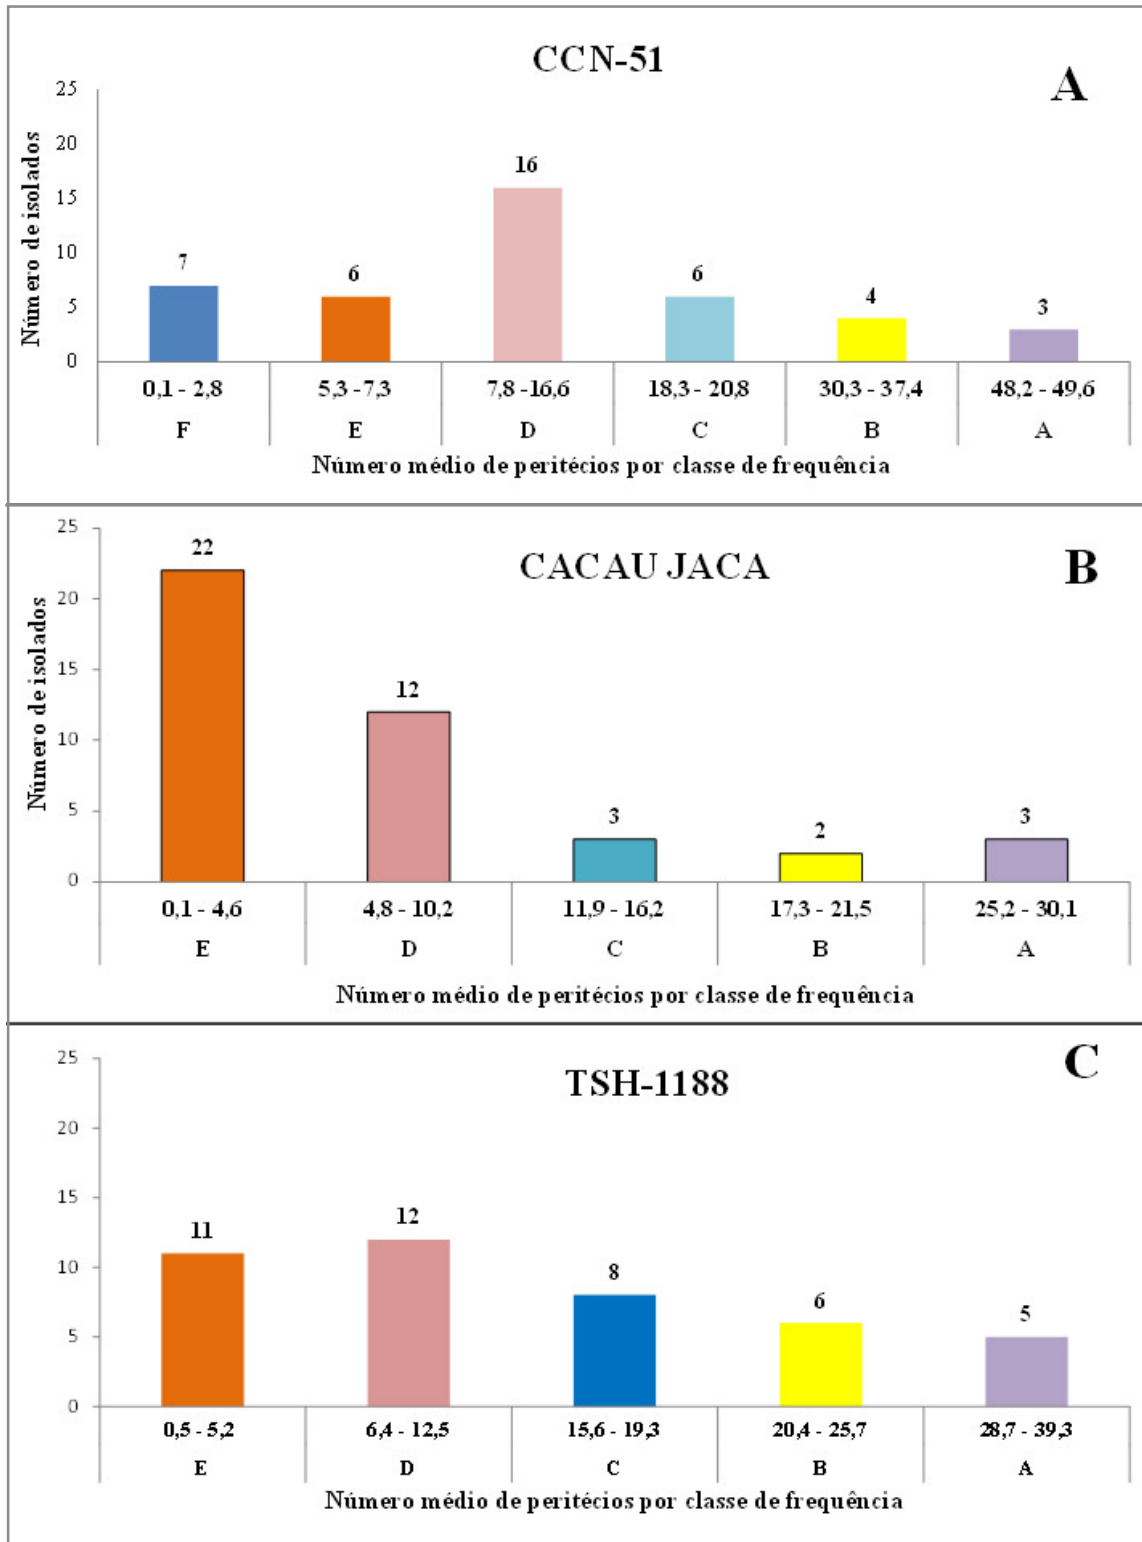 CCN-51
A
Número de isolados
25
20
15
10
5
0
7
6
16
6
4
3
0,1 - 2,8
5,3 -7,3
7,8 -16,6
18,3 - 20,8
30,3 - 37,4
48,2 - 49,6
F
E
D
C
B
A
Número médio de peritécios por classe de frequência
CACAU JACA
B
Número de isolados
25
20
15
10
5
0
22
12
3
2
3
0,1 - 4,6
4,8 - 10,2
11,9 - 16,2
17,3 - 21,5
25,2 - 30,1
E
D
C
B
A
Número médio de peritécios por classe de frequência
TSH-1188
C
25
20
15
10
5
0
11
12
8
6
5
0,5 - 5,2
6,4 - 12,5
15,6 - 19,3
20,4 - 25,7
28,7 - 39,3
E
D
C
B
A
Número médio de peritécios por classe de frequência